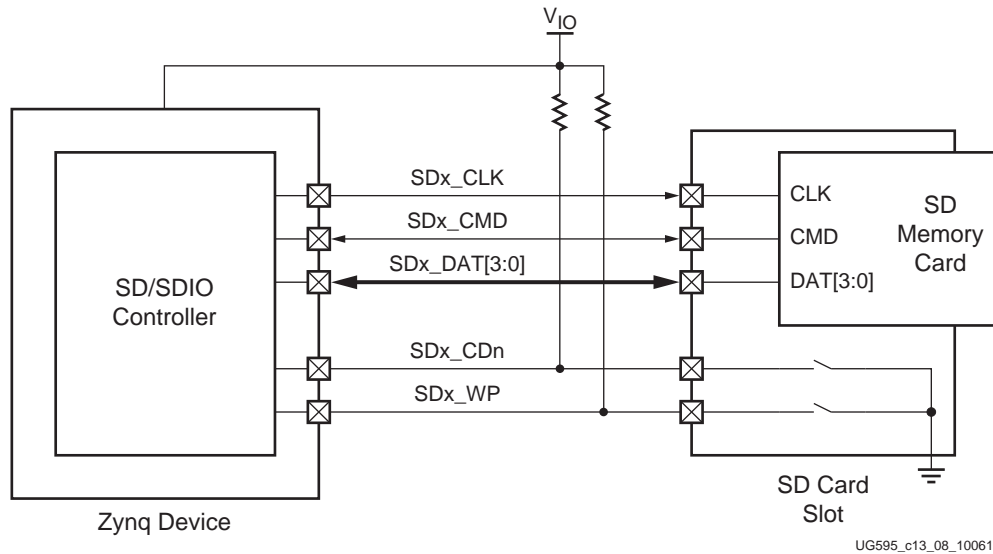 VIO
SDx_CLK
SDx_CMD
SDx_DAT[3:0]
SDx_CDn
SDx_WP
SD/SDIO
Controller
Zynq Device
CLK
CMD
DAT[3:0]
SD
Memory
Card
SD Card
Slot
UG595_c13_08_10061